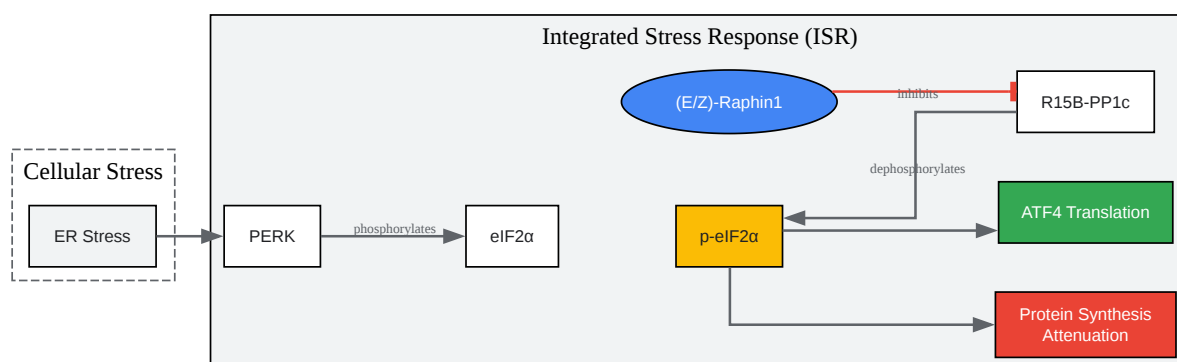 Integrated Stress Response (ISR)
(E/Z)-Raphin1
inhibits
R15B-PP1c
dephosphorylates
Cellular Stress
ER Stress
PERK
phosphorylates
eIF2α
p-eIF2α
ATF4 Translation
Protein Synthesis
Attenuation